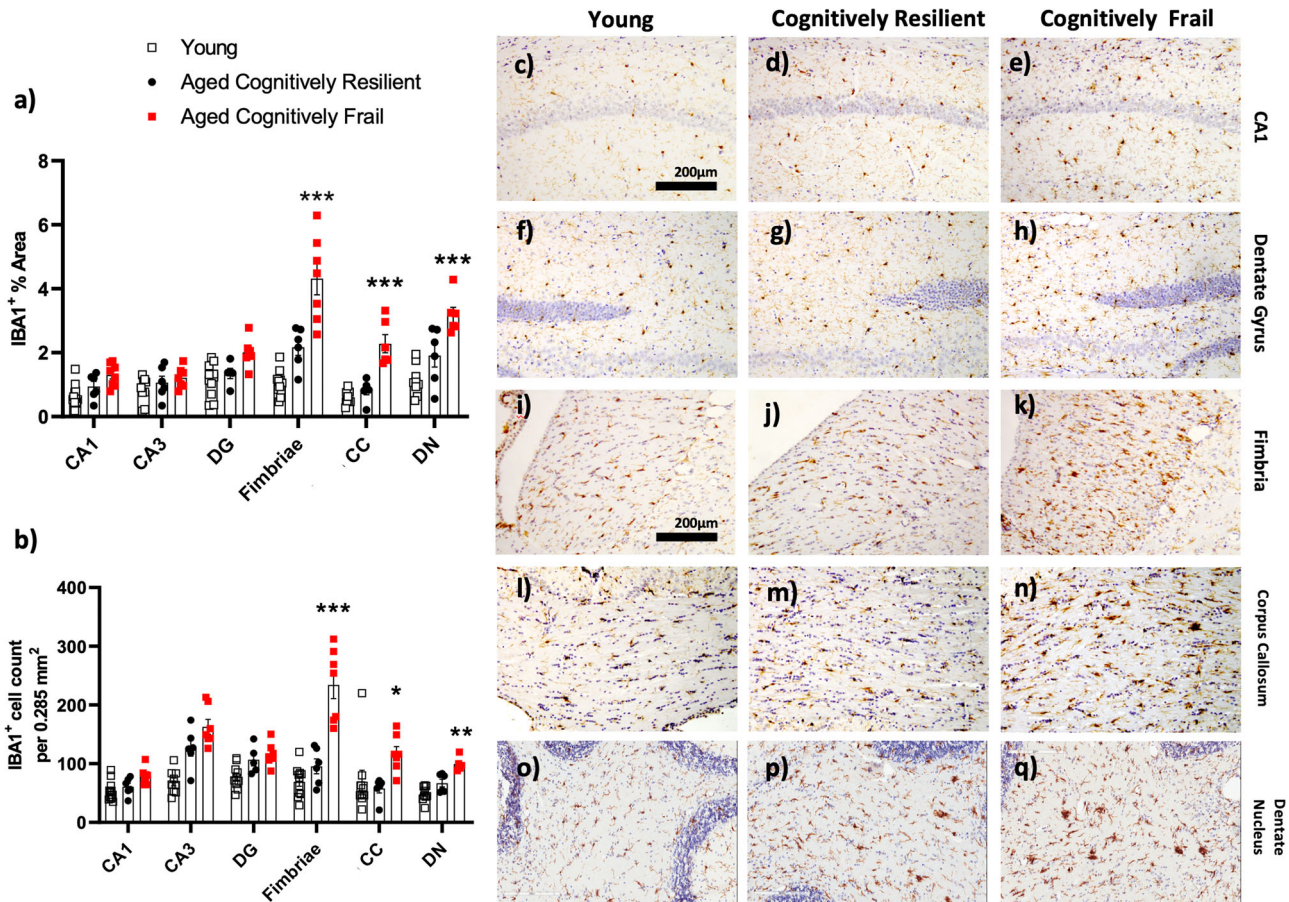 Young
Aged Cognitively Resilient
Aged Cognitively Frail
a)
IBA1⁺ % Area
8
6
4
2
0
***
***
***
CA1
CA3
DG
Fimbriae
CC
DN
b)
IBA1⁺ cell count
per 0.285 mm²
400
300
200
100
0
***
*
**
CA1
CA3
DG
Fimbriae
CC
DN
Young
Cognitively Resilient
Cognitively Frail
c)
200μm
d)
e)
CA1
f)
g)
h)
Dentate Gyrus
i)
200μm
j)
k)
Fimbria
l)
m)
n)
Corpus Callosum
o)
p)
q)
Dentate
Nucleus